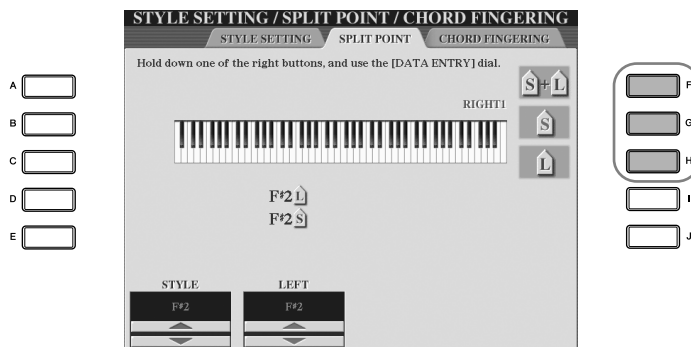 STYLE SETTING / SPLIT POINT / CHORD FINGERING
STYLE SETTING SPLIT POINT CHORD FINGERING
Hold down one of the right buttons, and use the [DATA ENTRY] dial.
S+L
RIGHT1
S
L
F♯2 L
F♯2 S
STYLE LEFT
F♯2 F♯2
A
B
C
D
E
F
G
H
I
J